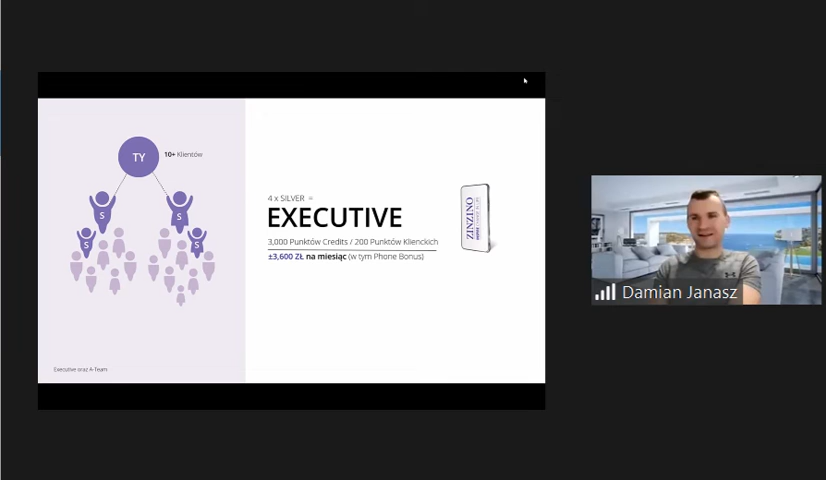 TY
10+ Klientów
S
S
S
S
Executive oraz A-Team
4 x SILVER =
EXECUTIVE
3,000 Punktów Credits / 200 Punktów Klienckich
±3,600 ZŁ na miesiąc (w tym Phone Bonus)
ZINZINO
Damian Janasz